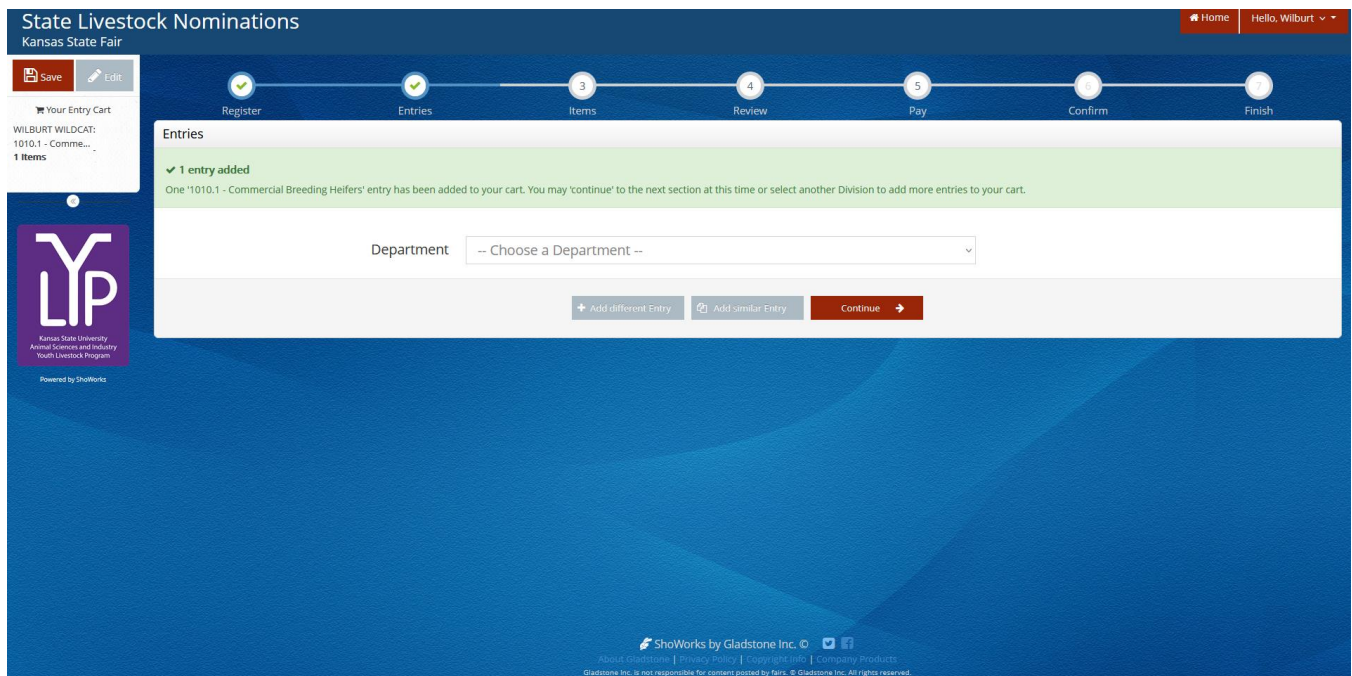 State Livestock Nominations
Kansas State Fair
Home
Hello, Wilburt
Save
Edit
Your Entry Cart
WILBURT WILDCAT:
1010.1 - Comme...
1 Items
3
4
5
6
7
Register
Entries
Items
Review
Pay
Confirm
Finish
Entries
1 entry added
One '1010.1 - Commercial Breeding Heifers' entry has been added to your cart. You may 'continue' to the next section at this time or select another Division to add more entries to your cart.
Department
-- Choose a Department --
Add different Entry
Add similar Entry
Continue
YLP
Kansas State University
Animal Sciences and Industry
Youth Livestock Program
Powered by ShoWorks
ShoWorks by Gladstone Inc. ©
About Gladstone | Privacy Policy | Copyright Info | Company Products
Gladstone Inc. is not responsible for content posted by fairs. © Gladstone Inc. All rights reserved.